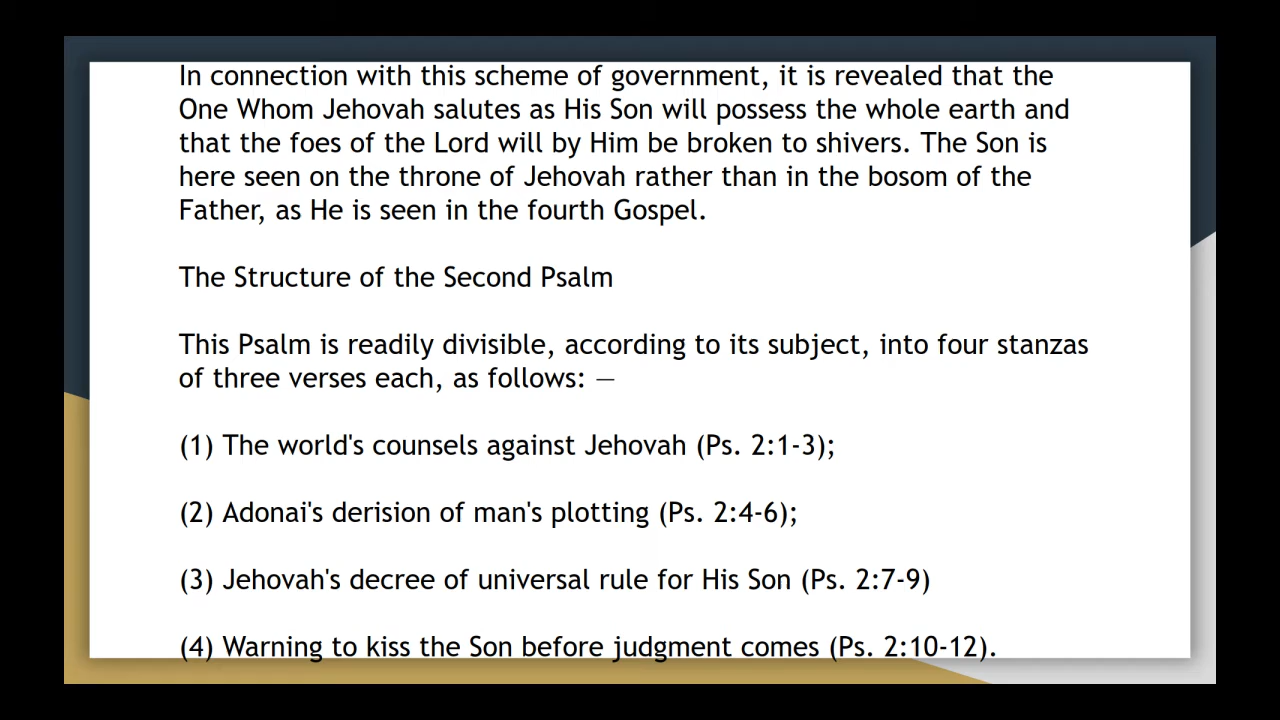 In connection with this scheme of government, it is revealed that the
One Whom Jehovah salutes as His Son will possess the whole earth and
that the foes of the Lord will by Him be broken to shivers. The Son is
here seen on the throne of Jehovah rather than in the bosom of the
Father, as He is seen in the fourth Gospel.
The Structure of the Second Psalm
This Psalm is readily divisible, according to its subject, into four stanzas
of three verses each, as follows: —
(1) The world's counsels against Jehovah (Ps. 2:1-3);
(2) Adonai's derision of man's plotting (Ps. 2:4-6);
(3) Jehovah's decree of universal rule for His Son (Ps. 2:7-9)
(4) Warning to kiss the Son before judgment comes (Ps. 2:10-12).